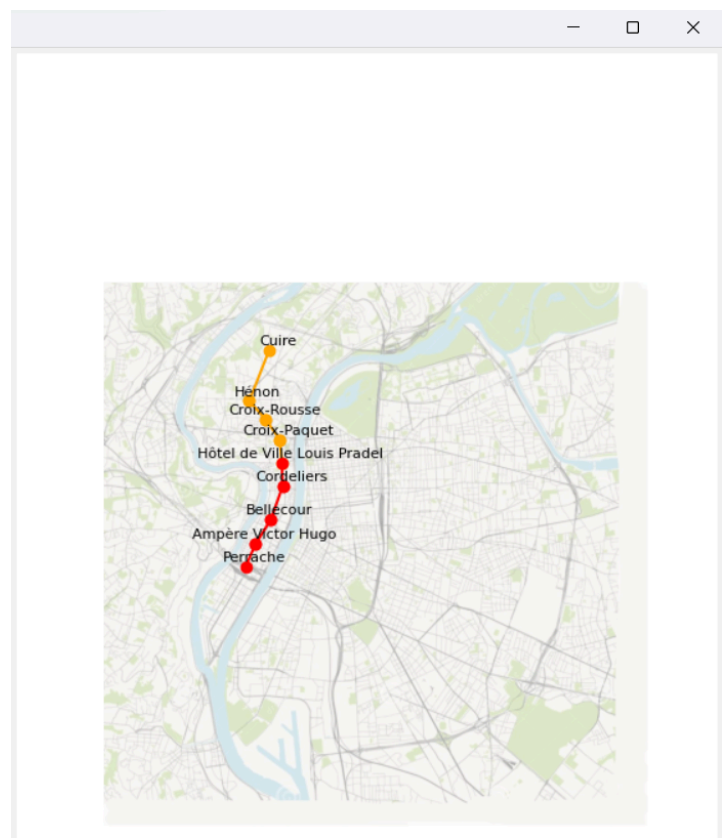 Cuire
Hénon
Croix-Rousse
Croix-Paquet
Hôtel de Ville Louis Pradel
Cordeliers
Bellecour
Ampère Victor Hugo
Perrache